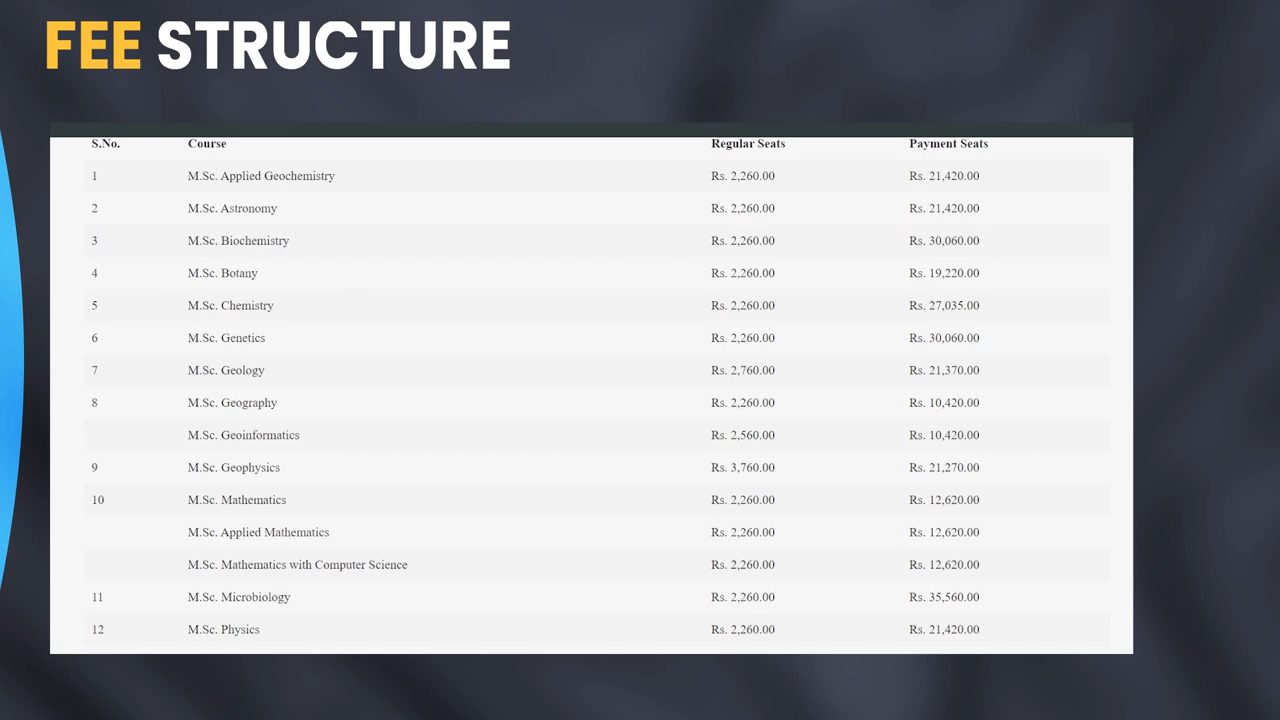 FEE STRUCTURE
S.No. Course Regular Seats Payment Seats
1 M.Sc. Applied Geochemistry Rs. 2,260.00 Rs. 21,420.00
2 M.Sc. Astronomy Rs. 2,260.00 Rs. 21,420.00
3 M.Sc. Biochemistry Rs. 2,260.00 Rs. 30,060.00
4 M.Sc. Botany Rs. 2,260.00 Rs. 19,220.00
5 M.Sc. Chemistry Rs. 2,260.00 Rs. 27,035.00
6 M.Sc. Genetics Rs. 2,260.00 Rs. 30,060.00
7 M.Sc. Geology Rs. 2,760.00 Rs. 21,370.00
8 M.Sc. Geography Rs. 2,260.00 Rs. 10,420.00
M.Sc. Geoinformatics Rs. 2,560.00 Rs. 10,420.00
9 M.Sc. Geophysics Rs. 3,760.00 Rs. 21,270.00
10 M.Sc. Mathematics Rs. 2,260.00 Rs. 12,620.00
M.Sc. Applied Mathematics Rs. 2,260.00 Rs. 12,620.00
M.Sc. Mathematics with Computer Science Rs. 2,260.00 Rs. 12,620.00
11 M.Sc. Microbiology Rs. 2,260.00 Rs. 35,560.00
12 M.Sc. Physics Rs. 2,260.00 Rs. 21,420.00